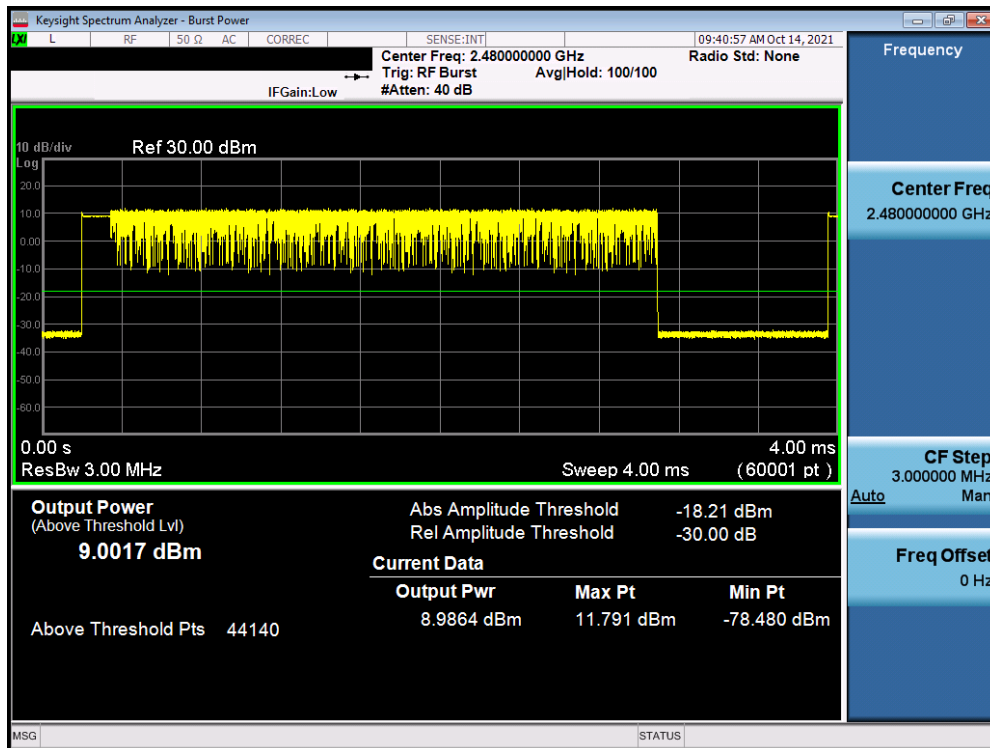 Keysight Spectrum Analyzer - Burst Power
LXI L RF 50 Ω AC CORREC SENSE:INT 09:40:57 AM Oct 14, 2021
Center Freq: 2.480000000 GHz Radio Std: None
Trig: RF Burst Avg|Hold: 100/100
IFGain:Low #Atten: 40 dB
10 dB/div Ref 30.00 dBm
Log
20.0
10.0
0.00
-10.0
-20.0
-30.0
-40.0
-50.0
-60.0
0.00 s 4.00 ms
ResBw 3.00 MHz Sweep 4.00 ms (60001 pt )
Output Power
(Above Threshold Lvl)
9.0017 dBm
Above Threshold Pts 44140
Abs Amplitude Threshold -18.21 dBm
Rel Amplitude Threshold -30.00 dB
Current Data
Output Pwr Max Pt Min Pt
8.9864 dBm 11.791 dBm -78.480 dBm
Frequency
Center Freq
2.480000000 GHz
CF Step
3.000000 MHz
Auto Man
Freq Offset
0 Hz
MSG STATUS